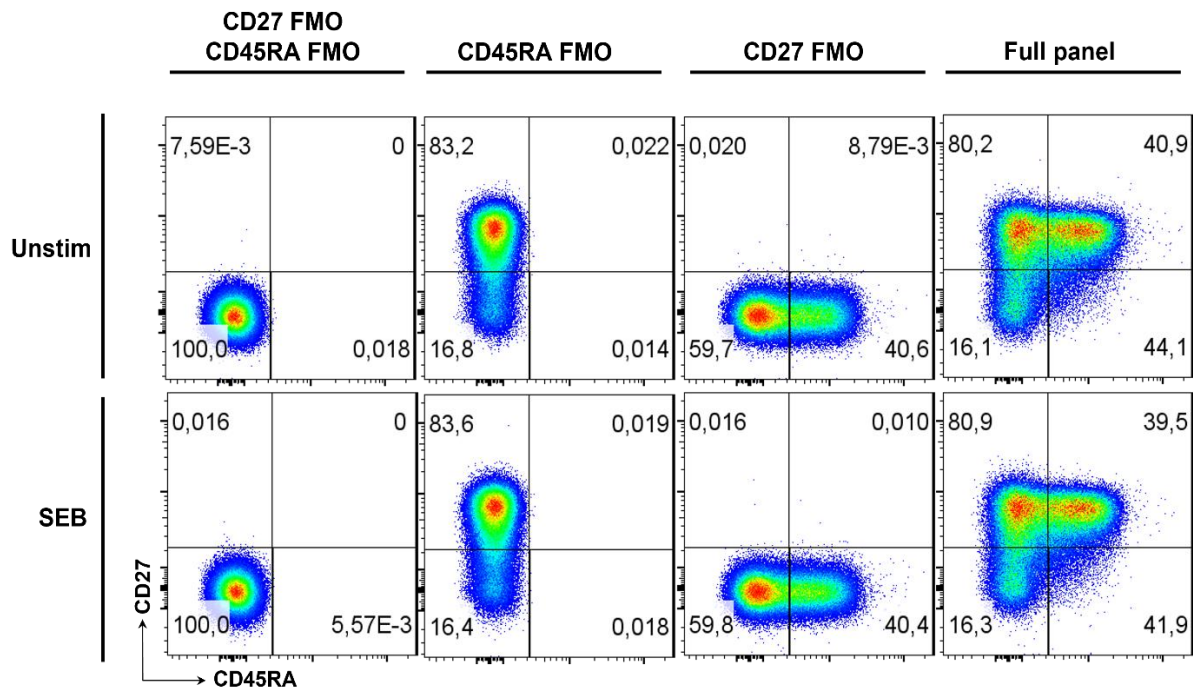 CD27 FMO
CD45RA FMO
CD45RA FMO
CD27 FMO
Full panel
Unstim
7,59E-3
0
100,0
0,018
83,2
0,022
16,8
0,014
0,020
8,79E-3
59,7
40,6
80,2
40,9
16,1
44,1
SEB
0,016
0
100,0
5,57E-3
83,6
0,019
16,4
0,018
0,016
0,010
59,8
40,4
80,9
39,5
16,3
41,9
CD27
CD45RA